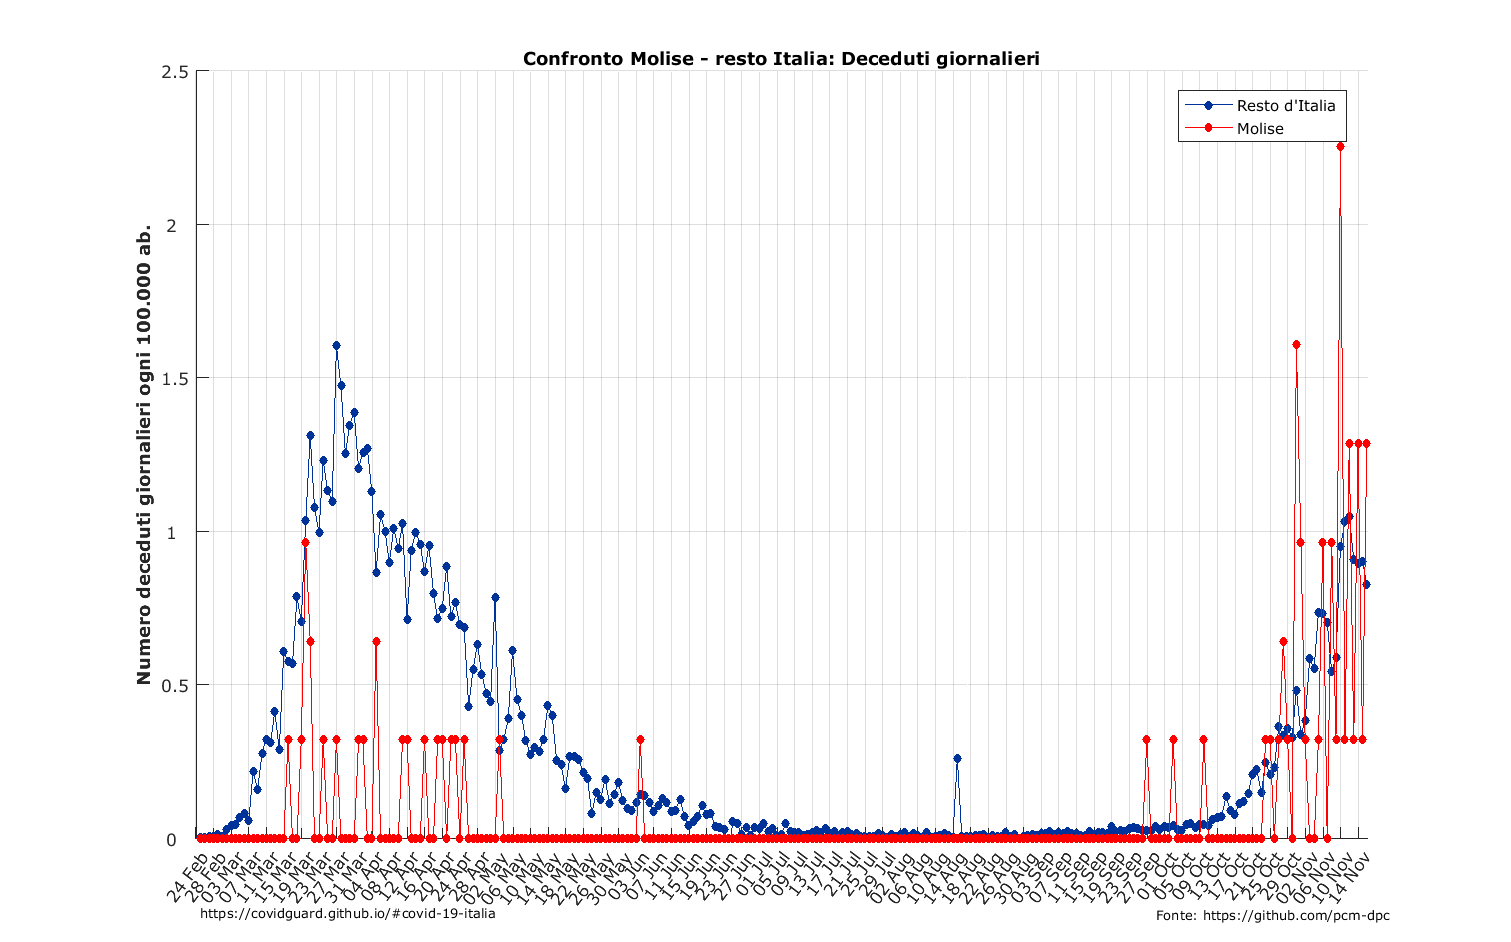 Confronto Molise - resto Italia: Deceduti giornalieri
Resto d'Italia
Molise
Numero deceduti giornalieri ogni 100.000 ab.
2.5
2
1.5
1
0.5
0
24 Feb
28 Feb
03 Mar
07 Mar
11 Mar
15 Mar
19 Mar
23 Mar
27 Mar
31 Mar
04 Apr
08 Apr
12 Apr
16 Apr
20 Apr
24 Apr
28 Apr
02 May
06 May
10 May
14 May
18 May
22 May
26 May
30 May
03 Jun
07 Jun
11 Jun
15 Jun
19 Jun
23 Jun
27 Jun
01 Jul
05 Jul
09 Jul
13 Jul
17 Jul
21 Jul
25 Jul
29 Jul
02 Aug
06 Aug
10 Aug
14 Aug
18 Aug
22 Aug
26 Aug
30 Aug
03 Sep
07 Sep
11 Sep
15 Sep
19 Sep
23 Sep
27 Sep
01 Oct
05 Oct
09 Oct
13 Oct
17 Oct
21 Oct
25 Oct
29 Oct
02 Nov
06 Nov
10 Nov
14 Nov
https://covidguard.github.io/#covid-19-italia
Fonte: https://github.com/pcm-dpc